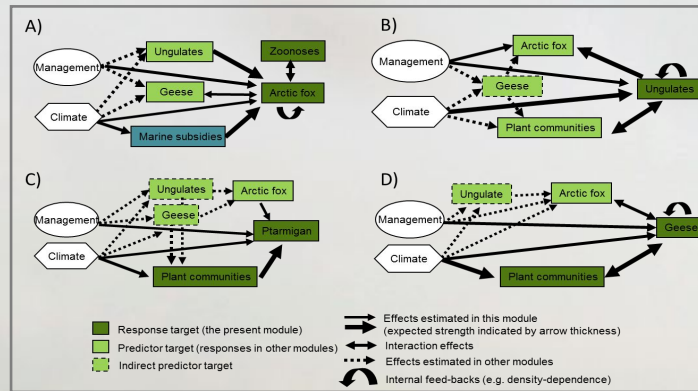 A)
Management
Climate
Ungulates
Geese
Marine subsidies
Zoonoses
Arctic fox
B)
Management
Climate
Arctic fox
Geese
Plant communities
Ungulates
C)
Management
Climate
Ungulates
Geese
Arctic fox
Ptarmigan
Plant communities
D)
Management
Climate
Ungulate
Arctic fox
Geese
Plant communities
Response target (the present module)
Predictor target (responses in other modules)
Indirect predictor target
Effects estimated in this module
(expected strength indicated by arrow thickness)
Interaction effects
Effects estimated in other modules
Internal feed-backs (e.g. density-dependence)